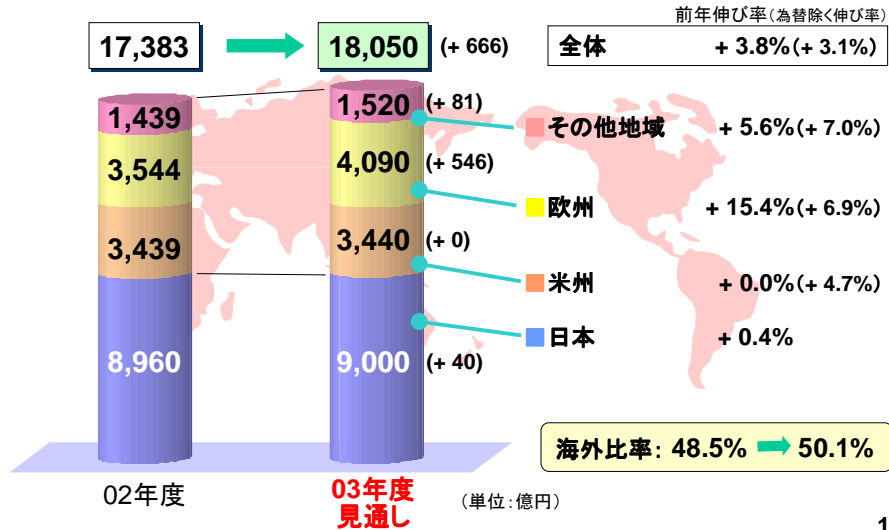 前年伸び率(為替除く伸び率)
17,383 18,050 (+ 666) 全体 + 3.8%(+ 3.1%)
1,439 1,520 (+ 81) その他地域 + 5.6%(+ 7.0%)
3,544 4,090 (+ 546) 欧州 + 15.4%(+ 6.9%)
3,439 3,440 (+ 0) 米州 + 0.0%(+ 4.7%)
8,960 9,000 (+ 40) 日本 + 0.4%
海外比率: 48.5% 50.1%
02年度 03年度
見通し
(単位:億円)
1